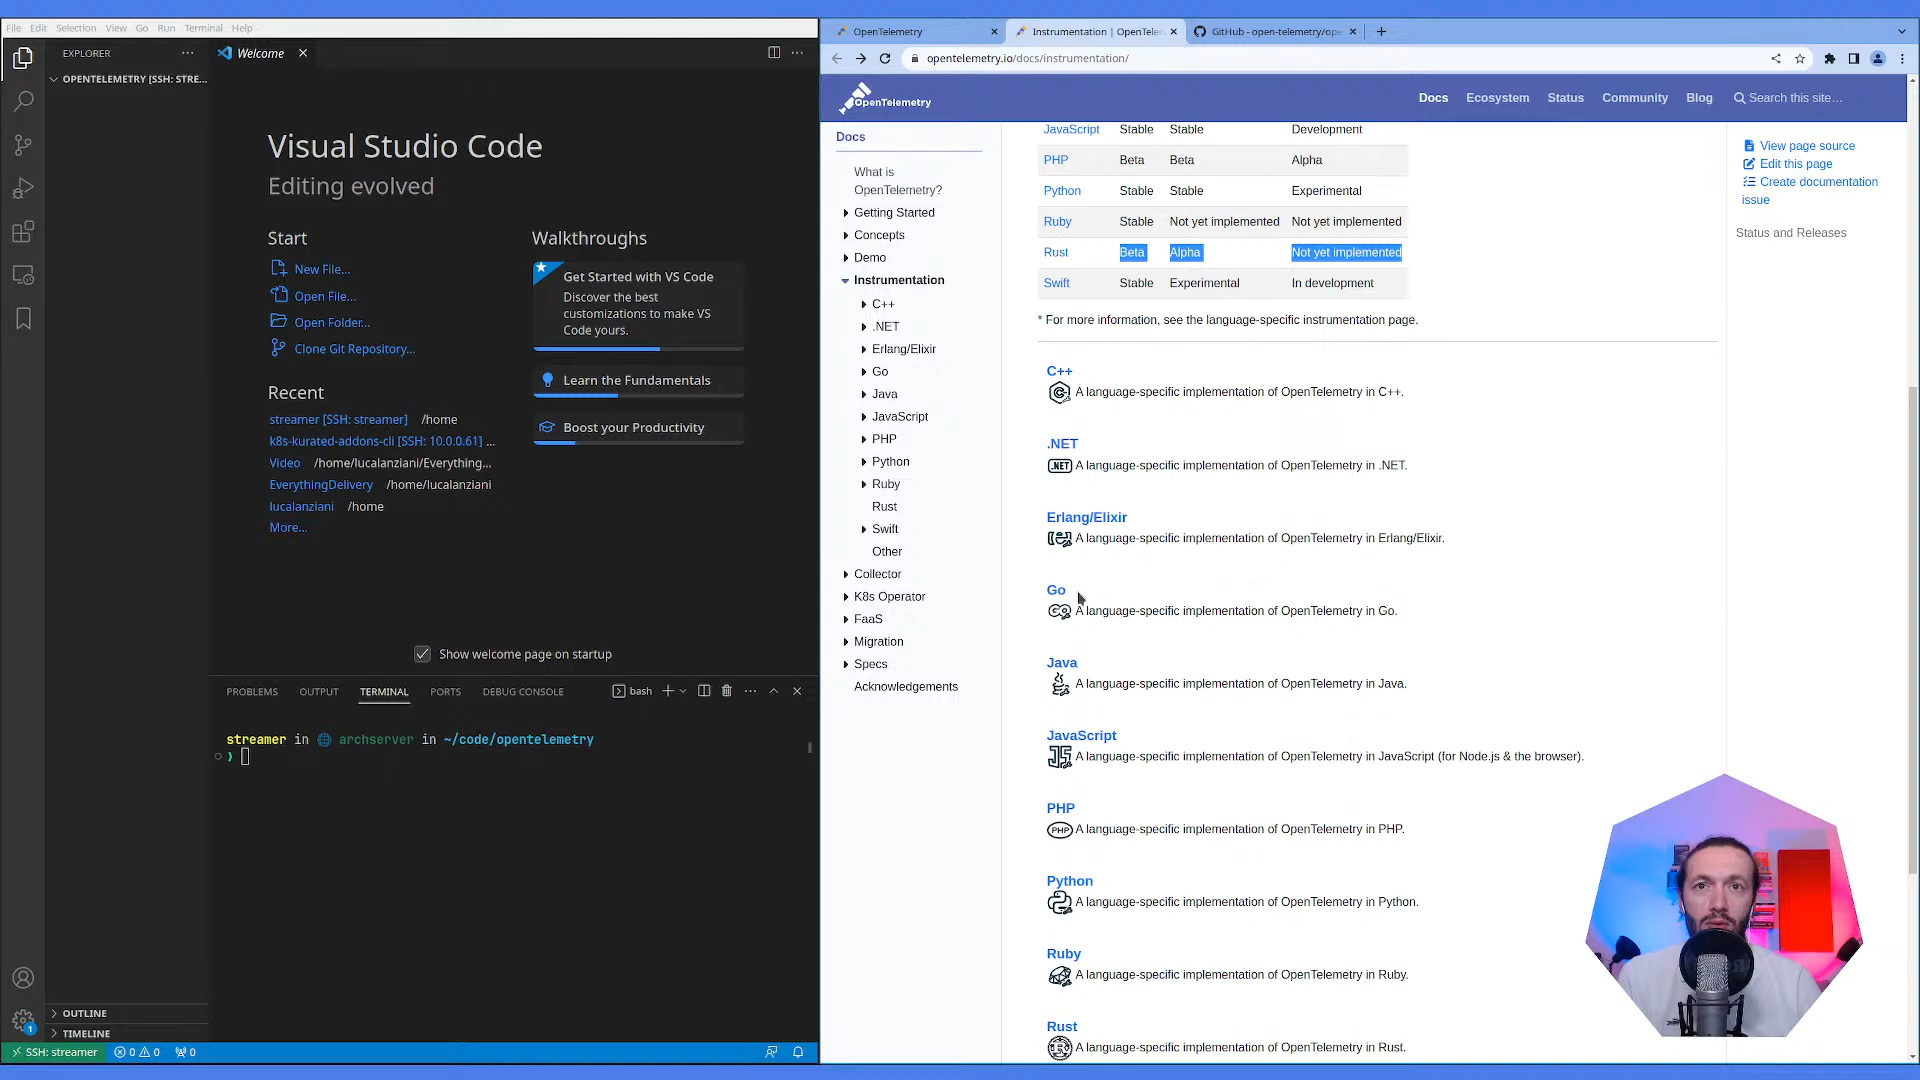 File Edit Selection View Go Run Terminal Help
EXPLORER
OPENTELEMETRY [SSH: STRE...
Welcome
Visual Studio Code
Editing evolved
Start
New File...
Open File...
Open Folder...
Clone Git Repository...
Recent
streamer [SSH: streamer] /home
k8s-kurated-addons-cli [SSH: 10.0.0.61] ...
Video /home/lucalanziani/Everything...
EverythingDelivery /home/lucalanziani
lucalanziani /home
More...
Walkthroughs
Get Started with VS Code
Discover the best
customizations to make VS
Code yours.
Learn the Fundamentals
Boost your Productivity
Show welcome page on startup
PROBLEMS OUTPUT TERMINAL PORTS DEBUG CONSOLE
bash
streamer in archserver in ~/code/opentelemetry
❯
OUTLINE
TIMELINE
1
SSH: streamer 0 0 0
OpenTelemetry
Instrumentation | OpenTele
GitHub - open-telemetry/ope
opentelemetry.io/docs/instrumentation/
OpenTelemetry
Docs Ecosystem Status Community Blog Search this site…
Docs
What is
OpenTelemetry?
Getting Started
Concepts
Demo
Instrumentation
C++
.NET
Erlang/Elixir
Go
Java
JavaScript
PHP
Python
Ruby
Rust
Swift
Other
Collector
K8s Operator
FaaS
Migration
Specs
Acknowledgements
JavaScript Stable Stable Development
PHP Beta Beta Alpha
Python Stable Stable Experimental
Ruby Stable Not yet implemented Not yet implemented
Rust Beta Alpha Not yet implemented
Swift Stable Experimental In development
* For more information, see the language-specific instrumentation page.
C++
A language-specific implementation of OpenTelemetry in C++.
.NET
.NET A language-specific implementation of OpenTelemetry in .NET.
Erlang/Elixir
A language-specific implementation of OpenTelemetry in Erlang/Elixir.
Go
GO A language-specific implementation of OpenTelemetry in Go.
Java
A language-specific implementation of OpenTelemetry in Java.
JavaScript
JS A language-specific implementation of OpenTelemetry in JavaScript (for Node.js & the browser).
PHP
PHP A language-specific implementation of OpenTelemetry in PHP.
Python
A language-specific implementation of OpenTelemetry in Python.
Ruby
A language-specific implementation of OpenTelemetry in Ruby.
Rust
A language-specific implementation of OpenTelemetry in Rust.
View page source
Edit this page
Create documentation
issue
Status and Releases